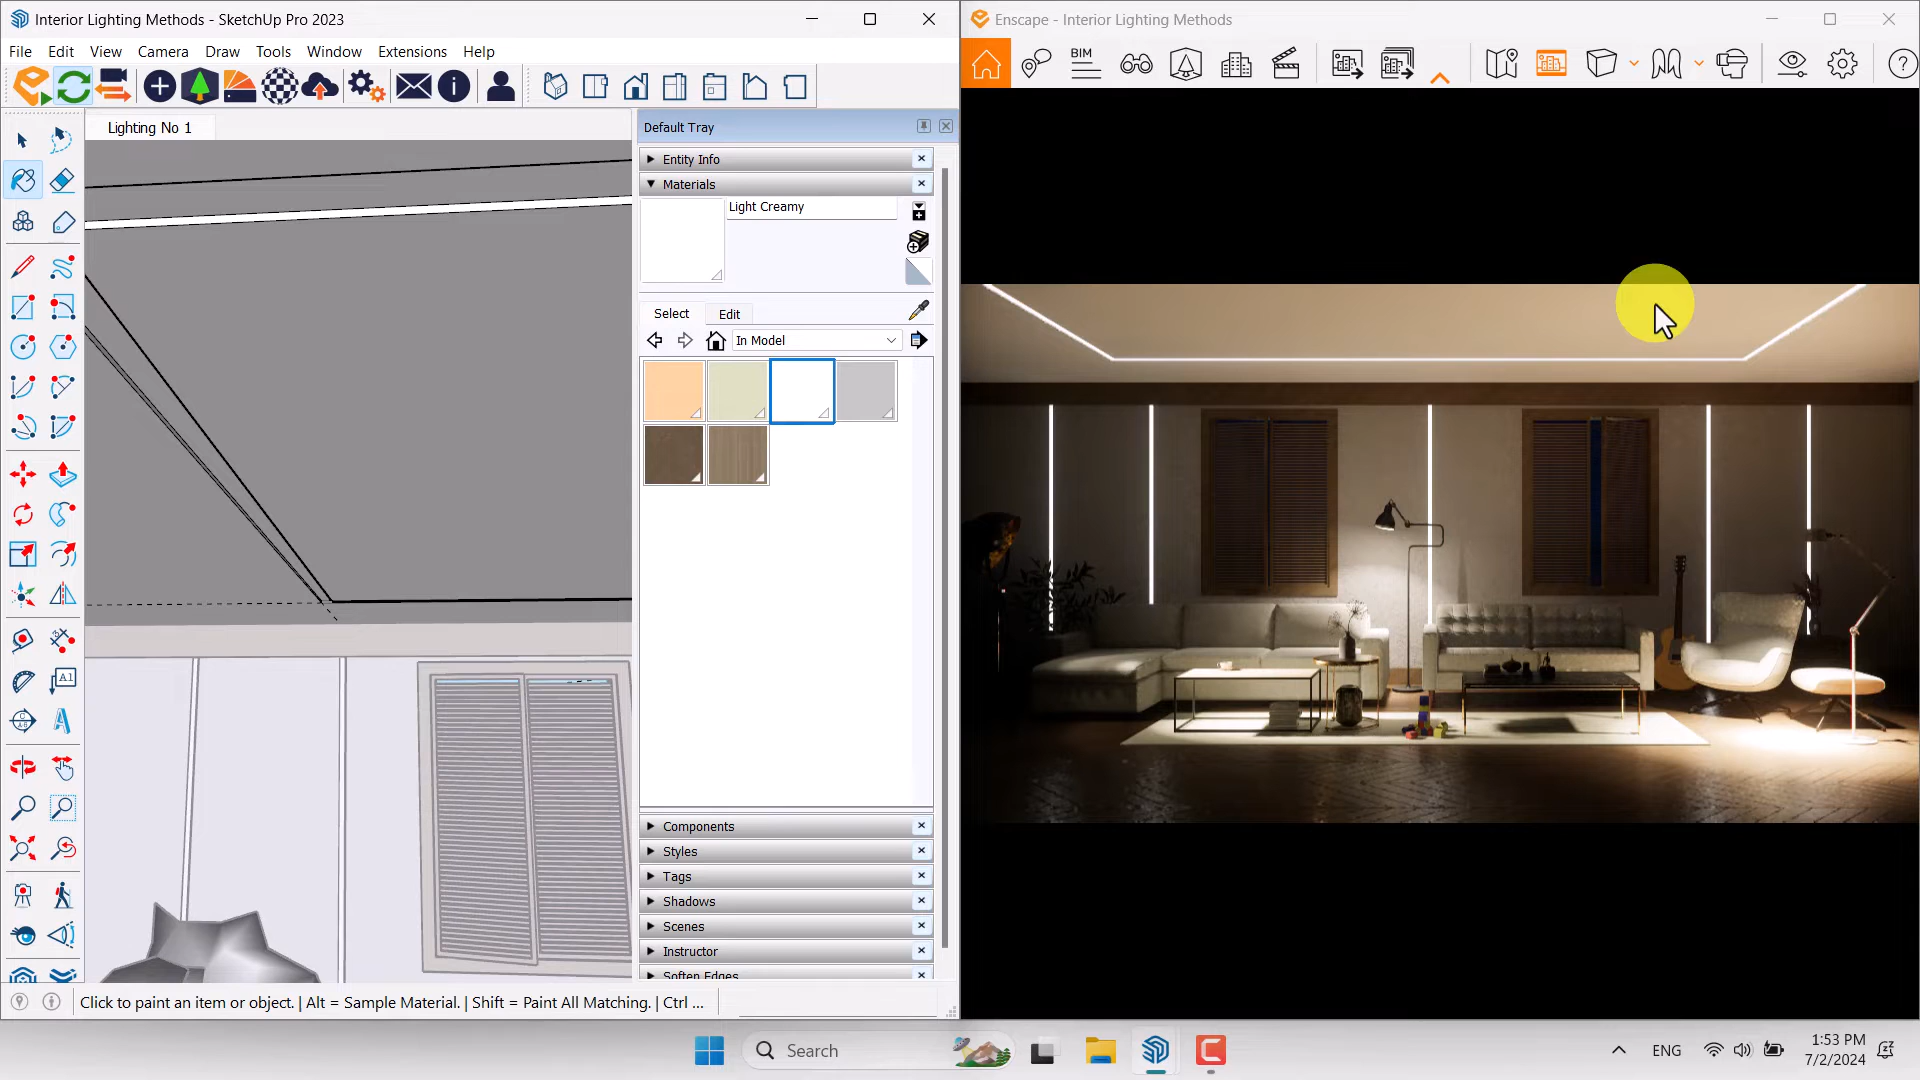 Interior Lighting Methods - SketchUp Pro 2023
Enscape - Interior Lighting Methods
File Edit View Camera Draw Tools Window Extensions Help
BIM
Lighting No 1
Default Tray
Entity Info
Materials
Light Creamy
Select Edit
In Model
A1
Components
Styles
Tags
Shadows
Scenes
Instructor
Soften Edges
Click to paint an item or object. | Alt = Sample Material. | Shift = Paint All Matching. | Ctrl ...
Search
ENG
1:53 PM
7/2/2024